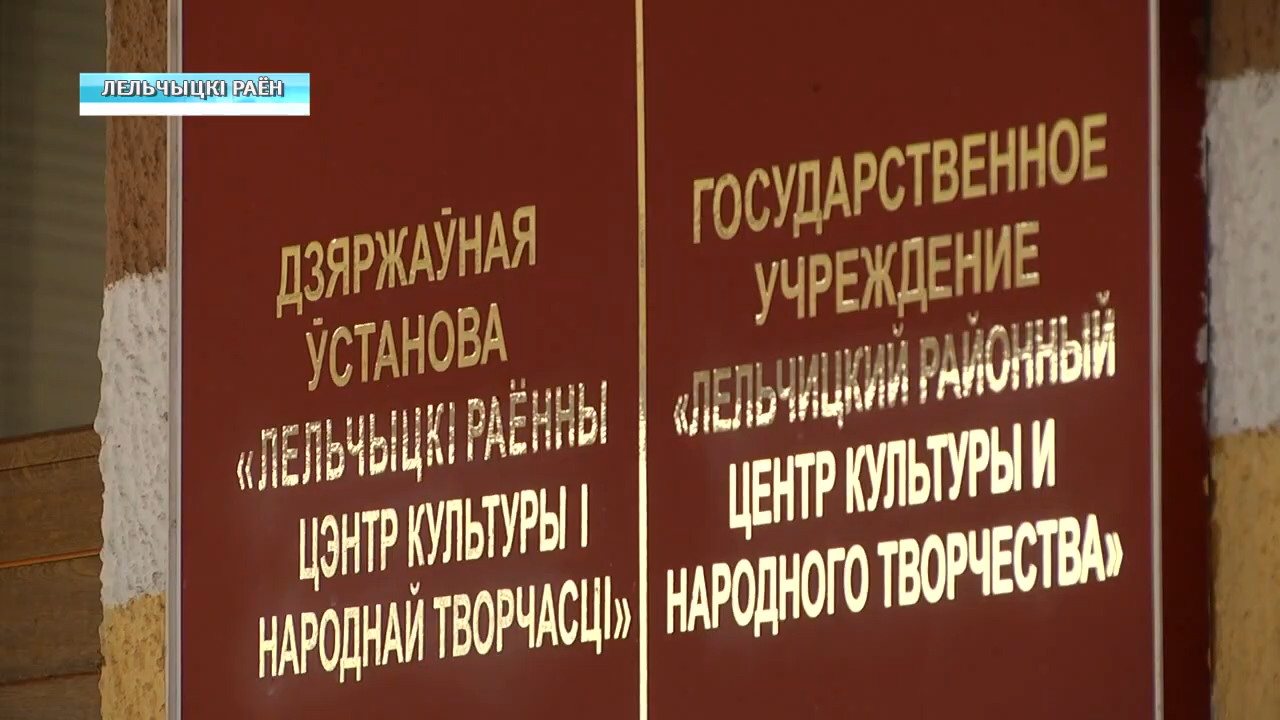 ЛЕЛЬЧЫЦКІ РАЁН
ДЗЯРЖАЎНАЯ
ЎСТАНОВА
«ЛЕЛЬЧЫЦКІ РАЁННЫ
ЦЭНТР КУЛЬТУРЫ І
НАРОДНАЙ ТВОРЧАСЦІ»
ГОСУДАРСТВЕННОЕ
УЧРЕЖДЕНИЕ
«ЛЕЛЬЧИЦКИЙ РАЙОННЫЙ
ЦЕНТР КУЛЬТУРЫ И
НАРОДНОГО ТВОРЧЕСТВА»